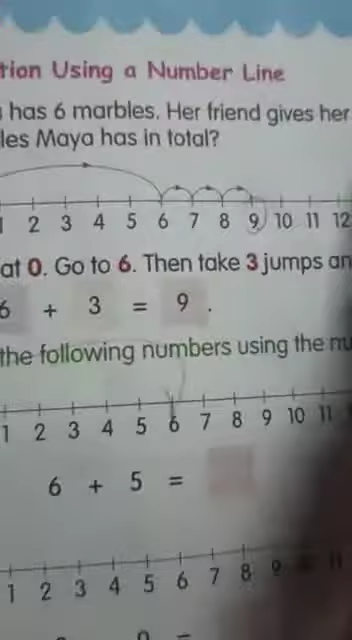 tion Using a Number Line
has 6 marbles. Her friend gives her
les Maya has in total?
1 2 3 4 5 6 7 8 9 10 11 12
at 0. Go to 6. Then take 3 jumps an
6 + 3 = 9 .
the following numbers using the nu
1 2 3 4 5 6 7 8 9 10 11
6 + 5 =
1 2 3 4 5 6 7 8 9 11